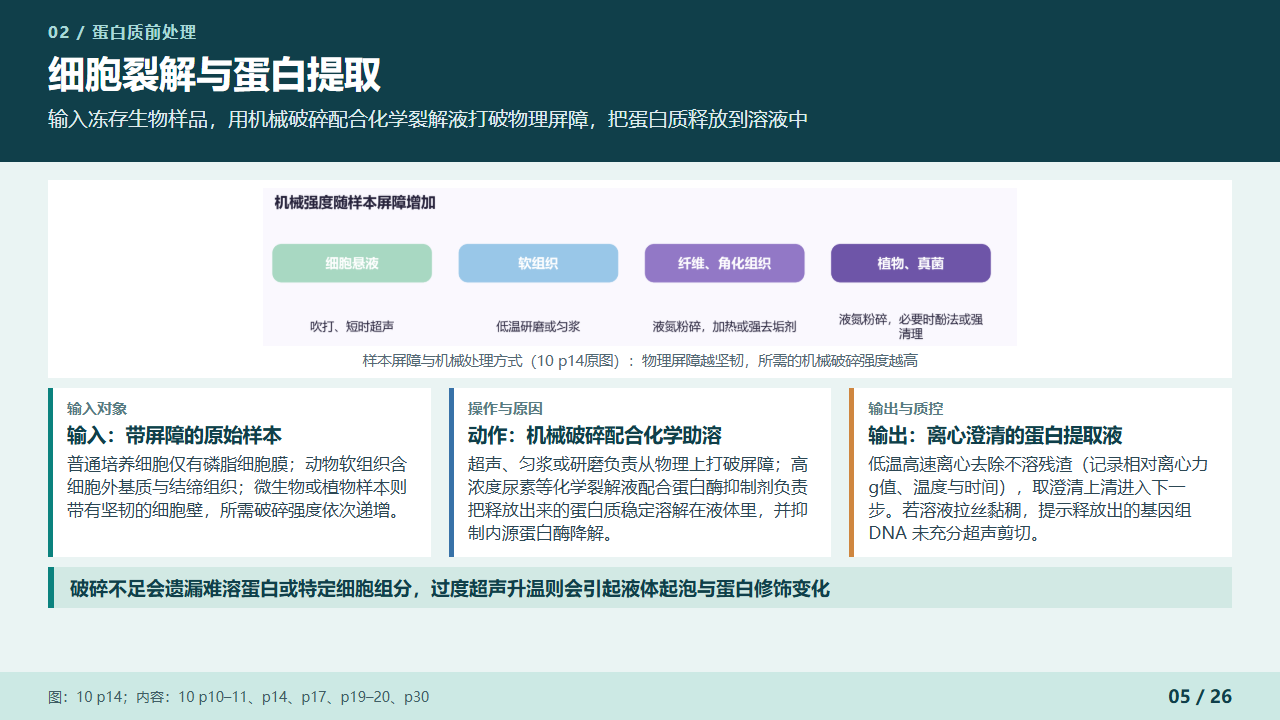 02 / 蛋白质前处理
细胞裂解与蛋白提取
输入冻存生物样品，用机械破碎配合化学裂解液打破物理屏障，把蛋白质释放到溶液中
机械强度随样本屏障增加
细胞悬液
软组织
纤维、角化组织
植物、真菌
吹打、短时超声
低温研磨或匀浆
液氮粉碎，加热或强去垢剂
液氮粉碎，必要时酚法或强
清理
样本屏障与机械处理方式（10 p14原图）：物理屏障越坚韧，所需的机械破碎强度越高
输入对象
输入：带屏障的原始样本
普通培养细胞仅有磷脂细胞膜；动物软组织含
细胞外基质与结缔组织；微生物或植物样本则
带有坚韧的细胞壁，所需破碎强度依次递增。
操作与原因
动作：机械破碎配合化学助溶
超声、匀浆或研磨负责从物理上打破屏障；高
浓度尿素等化学裂解液配合蛋白酶抑制剂负责
把释放出来的蛋白质稳定溶解在液体里，并抑
制内源蛋白酶降解。
输出与质控
输出：离心澄清的蛋白提取液
低温高速离心去除不溶残渣（记录相对离心力
g值、温度与时间），取澄清上清进入下一
步。若溶液拉丝黏稠，提示释放出的基因组
DNA 未充分超声剪切。
破碎不足会遗漏难溶蛋白或特定细胞组分，过度超声升温则会引起液体起泡与蛋白修饰变化
图：10 p14；内容：10 p10–11、p14、p17、p19–20、p30
05 / 26